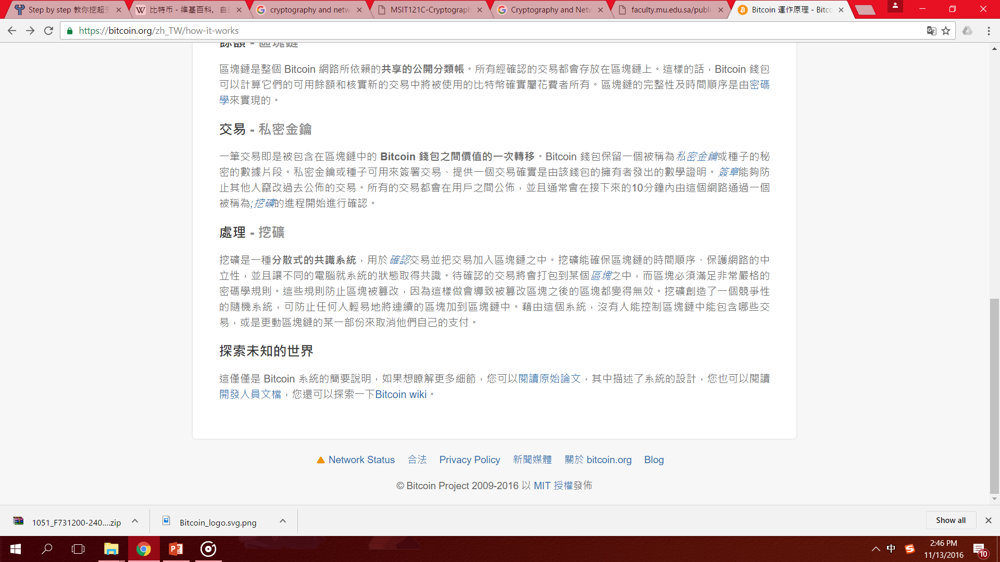 Step by step 教你挖超夯
比特币 - 维基百科，自由
cryptography and netw
MSIT121C-Cryptograph
Cryptography and Netw
faculty.mu.edu.sa/publi
Bitcoin 運作原理 - Bitco
https://bitcoin.org/zh_TW/how-it-works
餘額 - 區塊鏈
區塊鏈是整個 Bitcoin 網路所依賴的共享的公開分類帳。所有經確認的交易都會存放在區塊鏈上。這樣的話，Bitcoin 錢包
可以計算它們的可用餘額和核實新的交易中將被使用的比特幣確實屬花費者所有。區塊鏈的完整性及時間順序是由密碼
學來實現的。
交易 - 私密金鑰
一筆交易即是被包含在區塊鏈中的 Bitcoin 錢包之間價值的一次轉移。Bitcoin 錢包保留一個被稱為私密金鑰或種子的秘
密的數據片段。私密金鑰或種子可用來簽署交易、提供一個交易確實是由該錢包的擁有者發出的數學證明。簽章能夠防
止其他人竄改過去公佈的交易。所有的交易都會在用戶之間公佈，並且通常會在接下來的10分鐘內由這個網路通過一個
被稱為;挖礦的進程開始進行確認。
處理 - 挖礦
挖礦是一種分散式的共識系統，用於確認交易並把交易加入區塊鏈之中。挖礦能確保區塊鏈的時間順序、保護網路的中
立性，並且讓不同的電腦就系統的狀態取得共識。待確認的交易將會打包到某個區塊之中，而區塊必須滿足非常嚴格的
密碼學規則。這些規則防止區塊被篡改，因為這樣做會導致被篡改區塊之後的區塊都變得無效。挖礦創造了一個競爭性
的隨機系統，可防止任何人輕易地將連續的區塊加到區塊鏈中。藉由這個系統，沒有人能控制區塊鏈中能包含哪些交
易，或是更動區塊鏈的某一部份來取消他們自己的支付。
探索未知的世界
這僅僅是 Bitcoin 系統的簡要說明，如果想瞭解更多細節，您可以閱讀原始論文，其中描述了系統的設計，您也可以閱讀
開發人員文檔，您還可以探索一下Bitcoin wiki。
Network Status 合法 Privacy Policy 新聞媒體 關於 bitcoin.org Blog
© Bitcoin Project 2009-2016 以 MIT 授權發佈
1051_F731200-240....zip
Bitcoin_logo.svg.png
Show all
中
2:46 PM
11/13/2016
10